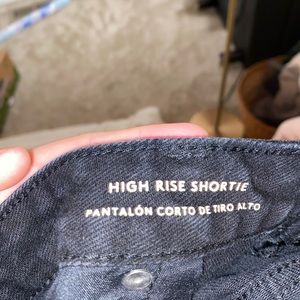 HIGH RISE SHORTIE
PANTALÓN CORTO DE TIRO ALTO